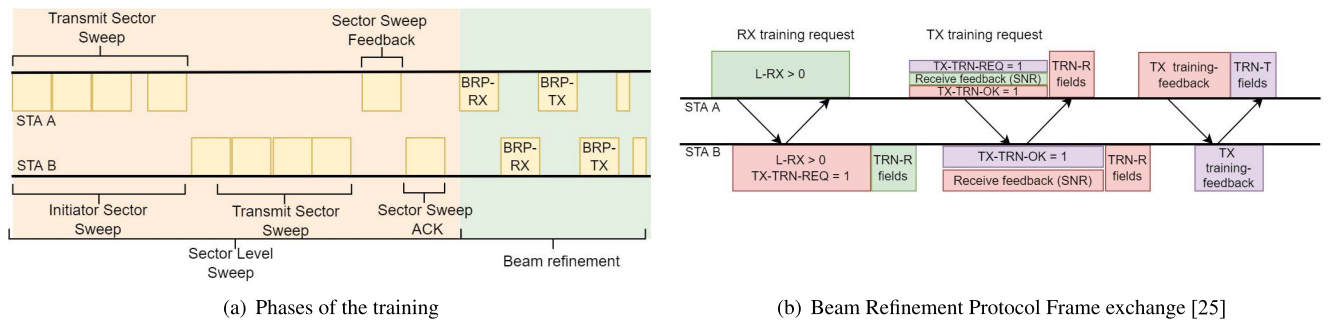 Transmit Sector
Sweep
Sector Sweep
Feedback
BRP-
RX
BRP-
TX
STA A
STA B
BRP-
RX
BRP-
TX
Initiator Sector
Sweep
Transmit Sector
Sweep
Sector Sweep
ACK
Sector Level
Sweep
Beam refinement
(a) Phases of the training
RX training request
TX training request
L-RX > 0
TX-TRN-REQ = 1
Receive feedback (SNR)
TX-TRN-OK = 1
TRN-R
fields
TX training-
feedback
TRN-T
fields
STA A
STA B
L-RX > 0
TX-TRN-REQ = 1
TRN-R
fields
TX-TRN-OK = 1
Receive feedback (SNR)
TRN-R
fields
TX
training-
feedback
(b) Beam Refinement Protocol Frame exchange [25]